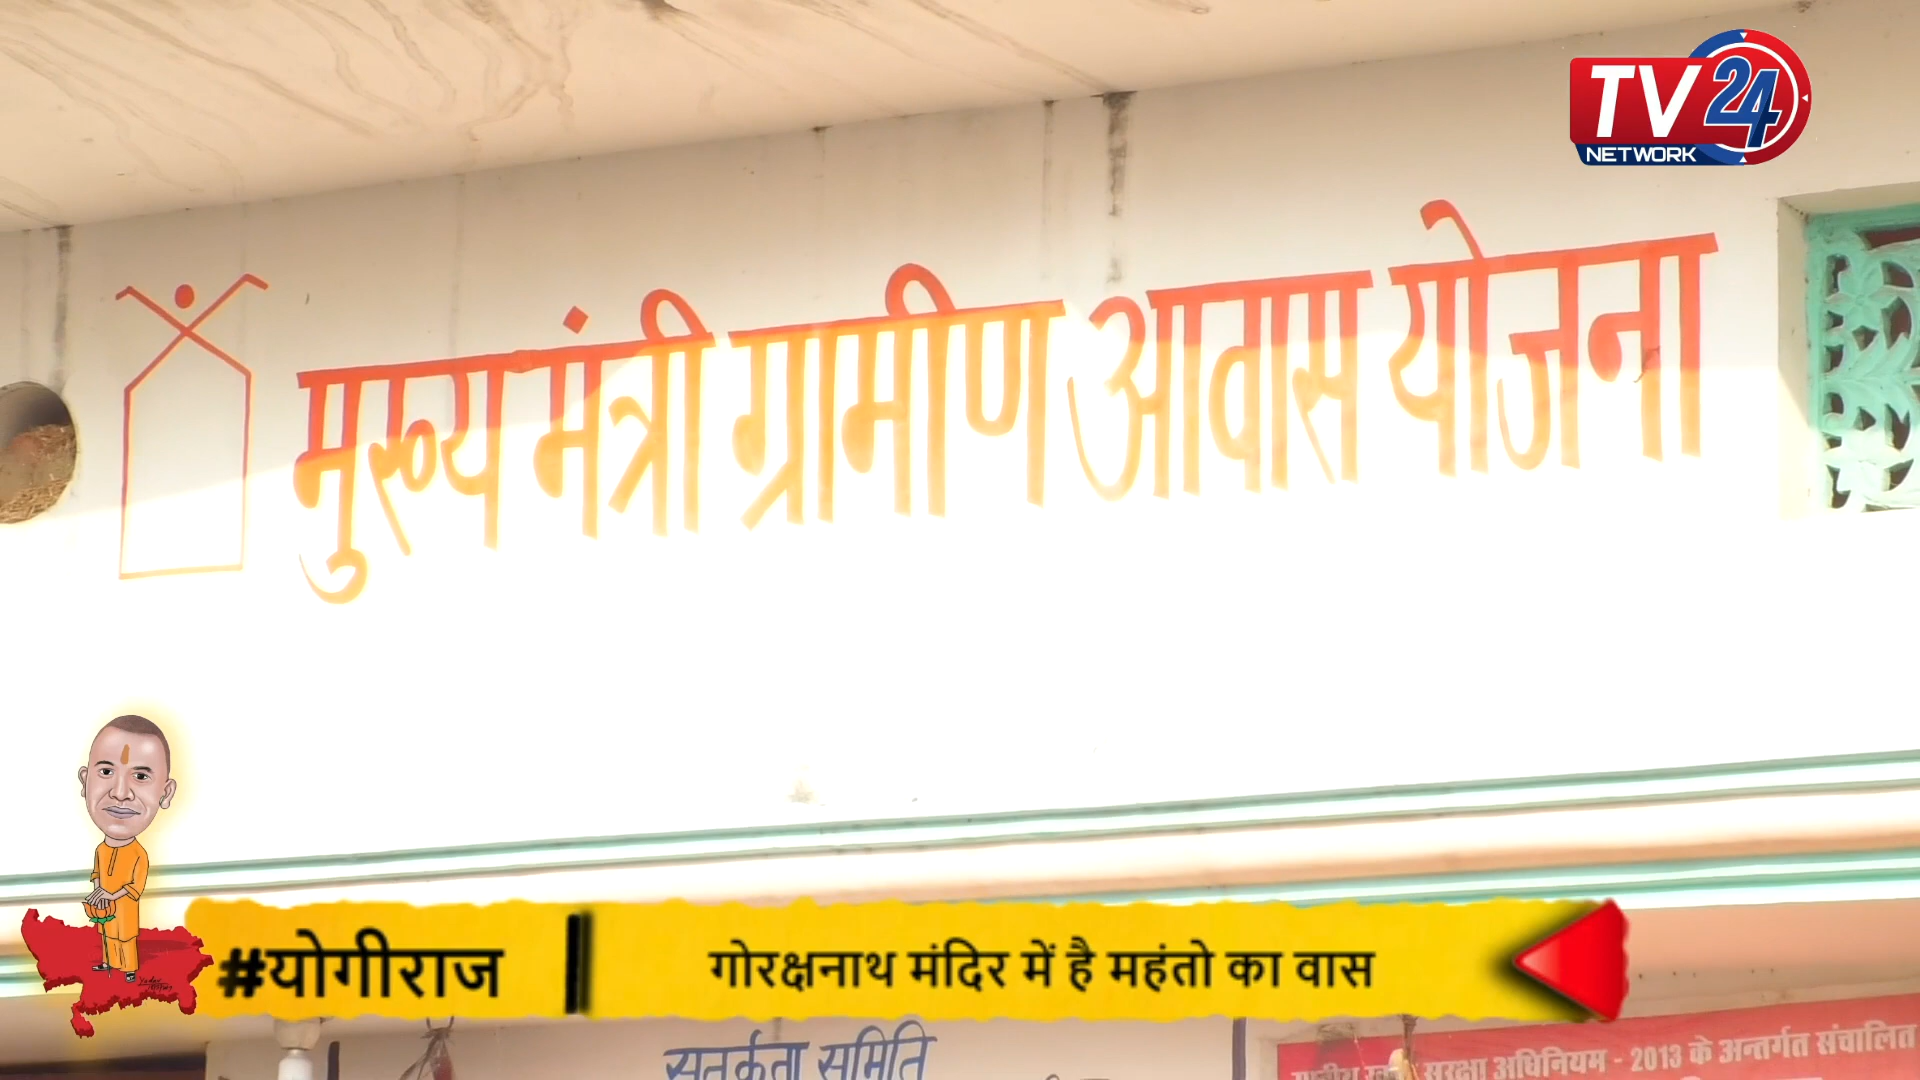 TV24
NETWORK
मुख्य मंत्री ग्रामीण आवास योजना
#योगीराज
गोरक्षनाथ मंदिर में है महंतो का वास
सतर्कता समिति
सुरक्षा अधिनियम - 2013 के अन्तर्गत संचालित